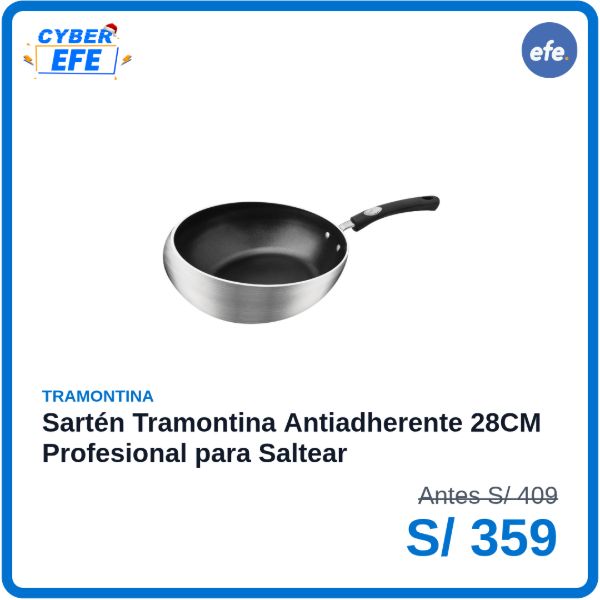 CYBER
EFE
efe.
TRAMONTINA
Sartén Tramontina Antiadherente 28CM
Profesional para Saltear
Antes S/ 409
S/ 359